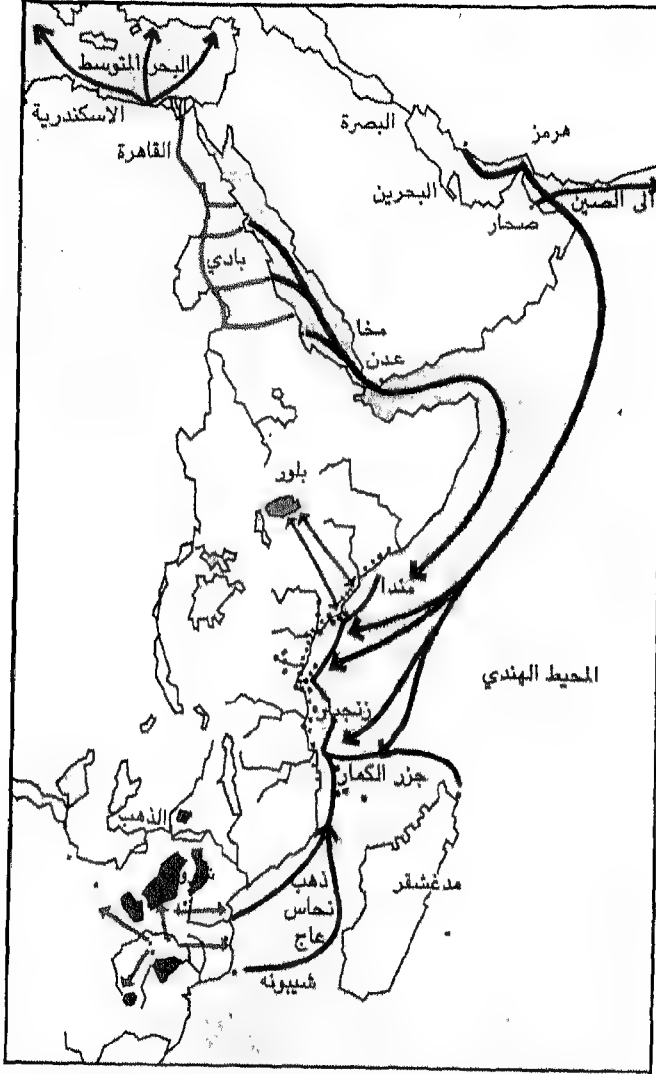 البحر المتوسط
الاسكندرية
القاهرة
البصرة
هرمز
البحرين
الى الصين
صحار
بادي
مخا
عدن
بلور
مندا
المحيط الهندي
زنجبار
جزر الكمار
الذهب
مدغشقر
ذهب
نحاس
عاج
شيبونه